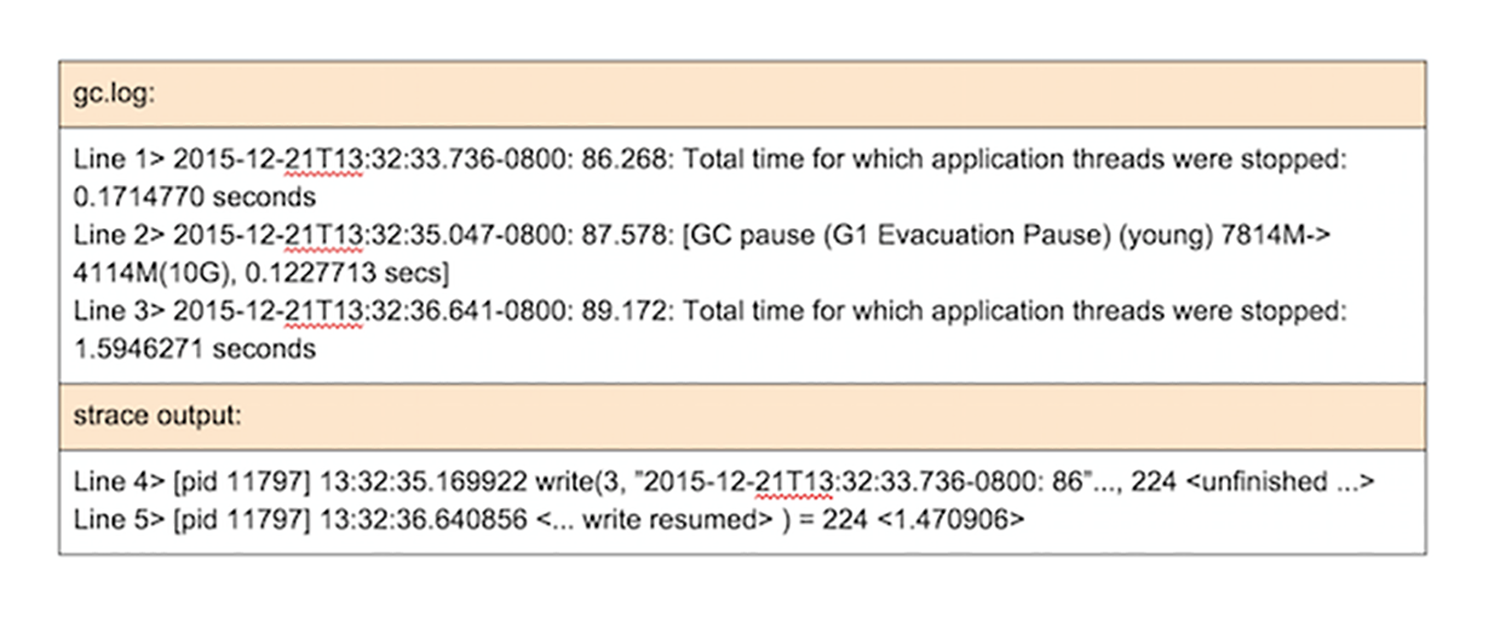 gc.log:
Line 1> 2015-12-21T13:32:33.736-0800: 86.268: Total time for which application threads were stopped:
0.1714770 seconds
Line 2> 2015-12-21T13:32:35.047-0800: 87.578: [GC pause (G1 Evacuation Pause) (young) 7814M->
4114M(10G), 0.1227713 secs]
Line 3> 2015-12-21T13:32:36.641-0800: 89.172: Total time for which application threads were stopped:
1.5946271 seconds
strace output:
Line 4> [pid 11797] 13:32:35.169922 write(3, "2015-12-21T13:32:33.736-0800: 86"..., 224 <unfinished ...>
Line 5> [pid 11797] 13:32:36.640856 <... write resumed> ) = 224 <1.470906>